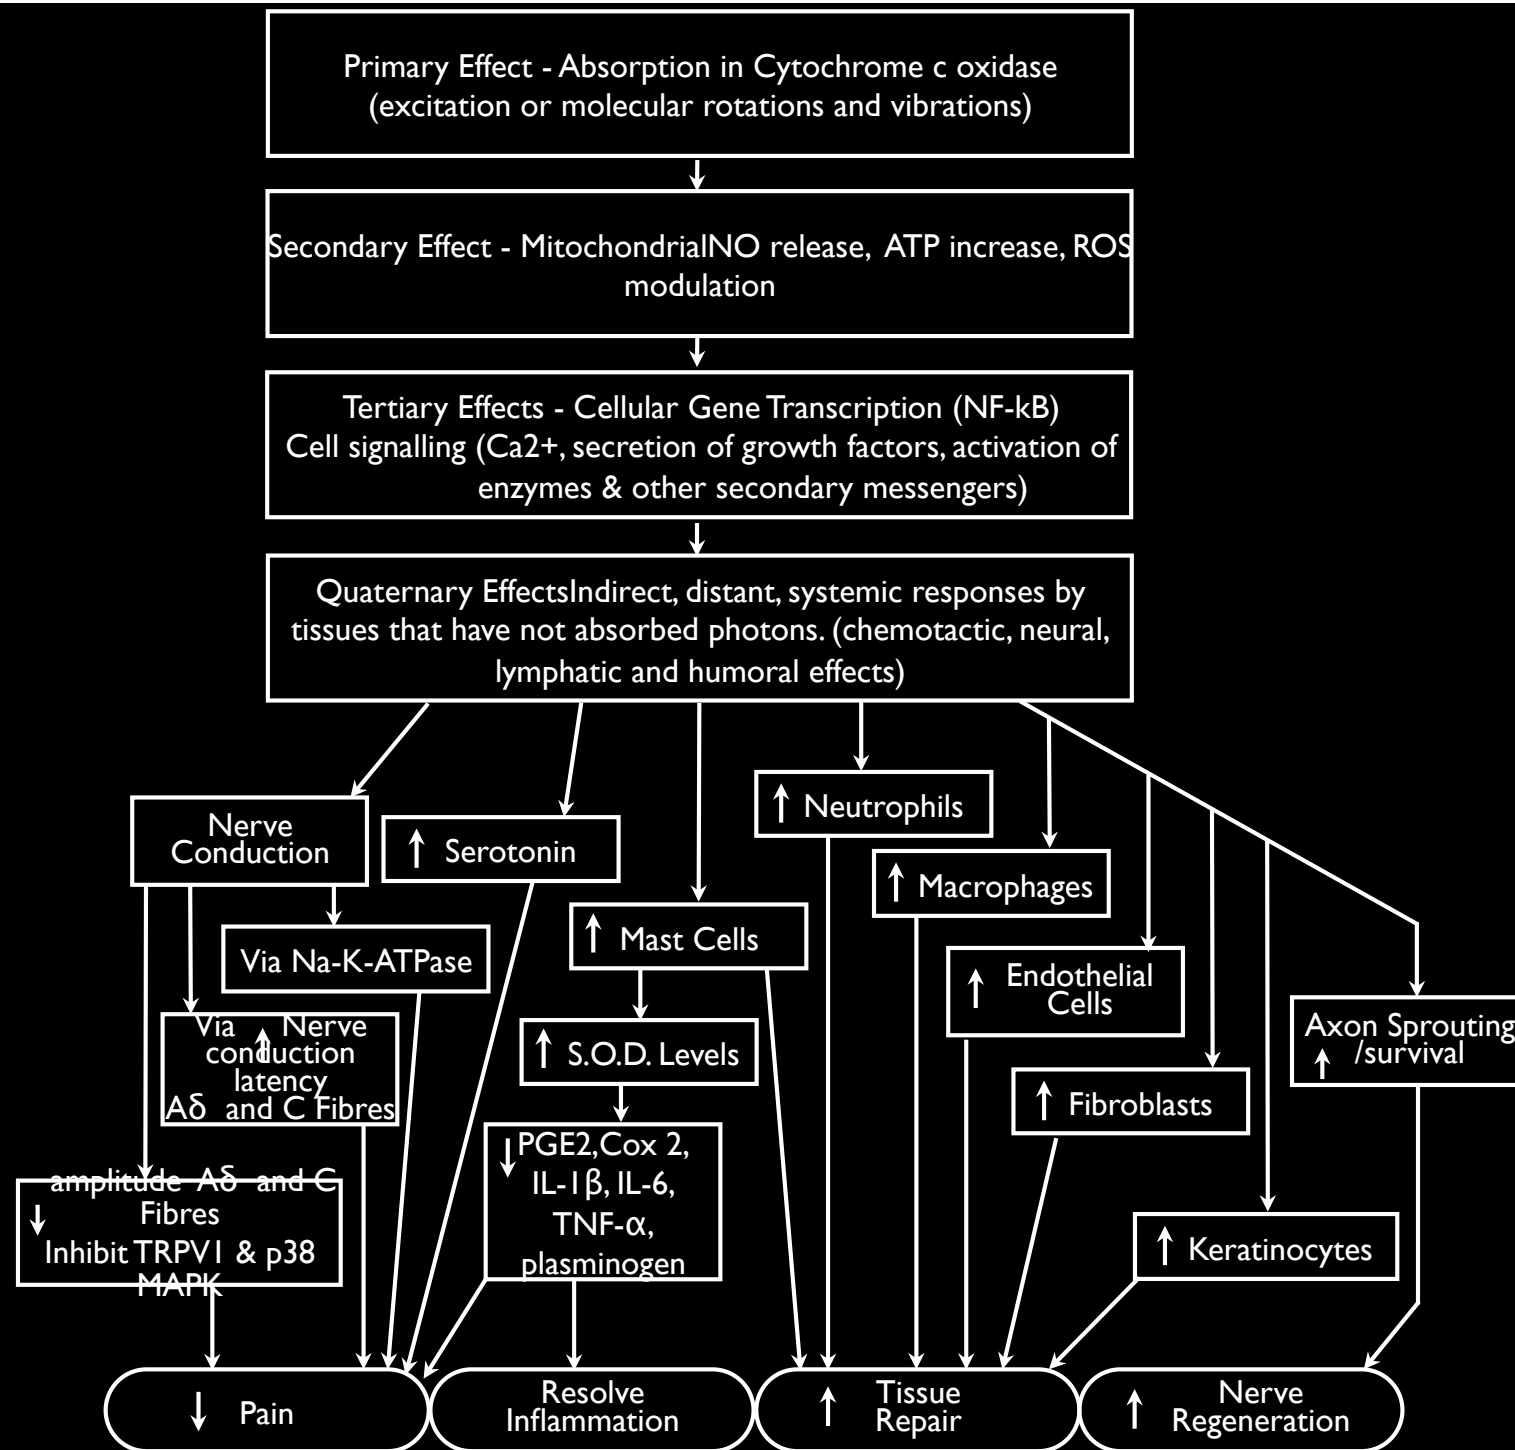 Primary Effect - Absorption in Cytochrome c oxidase
(excitation or molecular rotations and vibrations)
Secondary Effect - MitochondrialNO release, ATP increase, ROS
modulation
Tertiary Effects - Cellular Gene Transcription (NF-kB)
Cell signalling (Ca2+, secretion of growth factors, activation of
enzymes & other secondary messengers)
Quaternary EffectsIndirect, distant, systemic responses by
tissues that have not absorbed photons. (chemotactic, neural,
lymphatic and humoral effects)
Nerve
Conduction
↑ Serotonin
↑ Neutrophils
↑ Macrophages
Via Na-K-ATPase
↑ Mast Cells
↑ Endothelial
Cells
Via ↑ Nerve
conduction
latency
Aδ and C Fibres
↑ S.O.D. Levels
Axon Sprouting
↑ /survival
↑ Fibroblasts
amplitude Aδ and C
↓ Fibres
Inhibit TRPV1 & p38
MAPK
↓ PGE2,Cox 2,
IL-1β, IL-6,
TNF-α,
plasminogen
↑ Keratinocytes
↓ Pain
Resolve
Inflammation
↑ Tissue
Repair
↑ Nerve
Regeneration